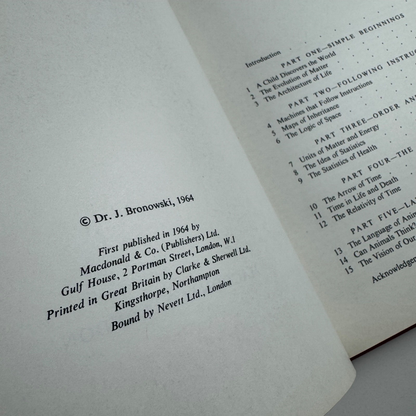 © Dr. J. Bronowski, 1964
First published in 1964 by
Macdonald & Co. (Publishers) Ltd.
Gulf House, 2 Portman Street, London, W.1
Printed in Great Britain by Clarke & Sherwell Ltd.
Kingsthorpe, Northampton
Bound by Nevett Ltd., London
Introduction
PART ONE—SIMPLE BEGINNINGS
1 A Child Discovers the World
2 The Evolution of Matter
3 The Architecture of Life
PART TWO—FOLLOWING INSTRU
4 Machines that Follow Instructions
5 Maps of Inheritance
6 The Logic of Space
PART THREE—ORDER AN
7 Units of Matter and Energy
8 The Idea of Statistics
9 The Statistics of Health
PART FOUR—THE
10 The Arrow of Time
11 Time in Life and Death
12 The Relativity of Time
PART FIVE—LA
13 The Language of Ani
14 Can Animals Think?
15 The Vision of Our
Acknowledgem